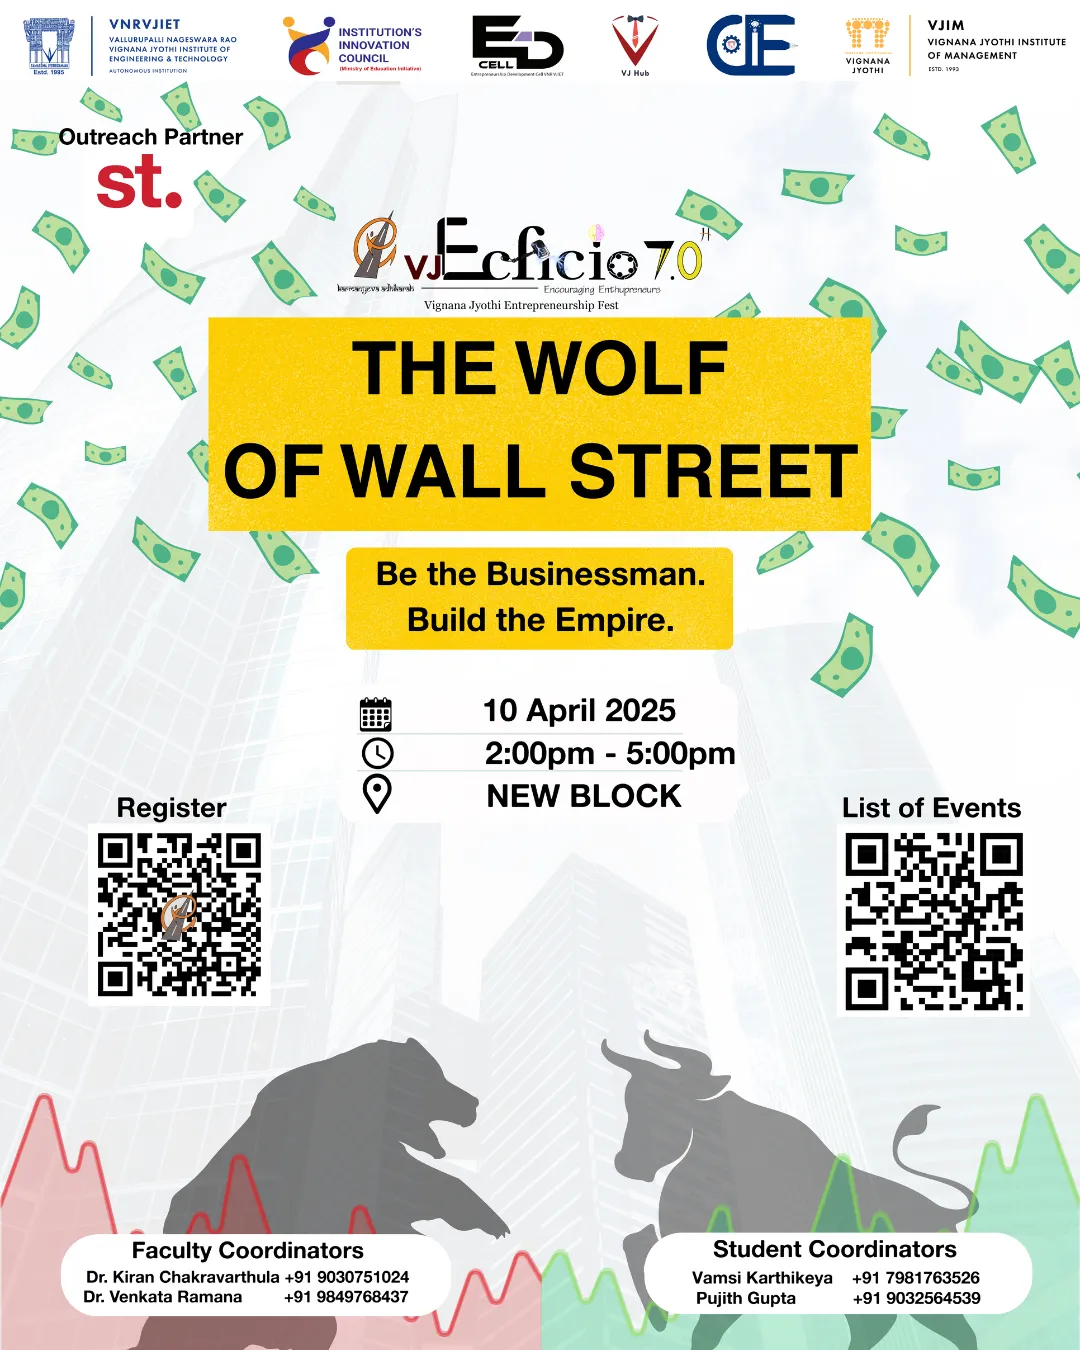 VNRVJIET
VALLURUPALLI NAGESWARA RAO
VIGNANA JYOTHI INSTITUTE OF
ENGINEERING & TECHNOLOGY
AUTONOMOUS INSTITUTION
Estd. 1995
INSTITUTION'S
INNOVATION
COUNCIL
(Ministry of Education Initiative)
ED
CELL
Entrepreneurship Development Cell VNR VJIET
VJ Hub
CIE
VIGNANA
JYOTHI
VJIM
VIGNANA JYOTHI INSTITUTE
OF MANAGEMENT
ESTD. 1993
Outreach Partner
st.
VJ Ecficio 7.0
karmanyeva adhikarah
Encouraging Enthupreneurs
Vignana Jyothi Entrepreneurship Fest
THE WOLF
OF WALL STREET
Be the Businessman.
Build the Empire.
10 April 2025
2:00pm - 5:00pm
NEW BLOCK
Register
List of Events
Faculty Coordinators
Dr. Kiran Chakravarthula +91 9030751024
Dr. Venkata Ramana +91 9849768437
Student Coordinators
Vamsi Karthikeya +91 7981763526
Pujith Gupta +91 9032564539